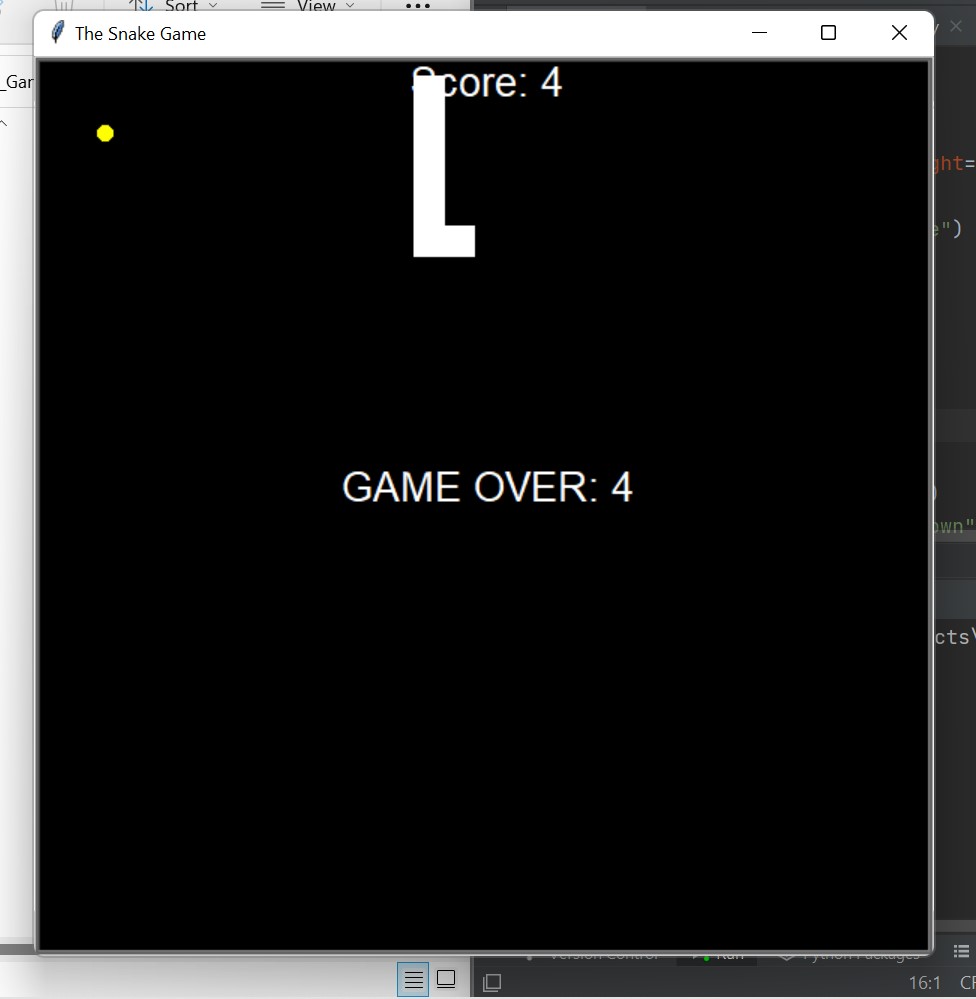 Sort View
The Snake Game
_Gar
Score: 4
ght=
e")
GAME OVER: 4
)
own"
cts\
Version Control Run Python Packages
16:1